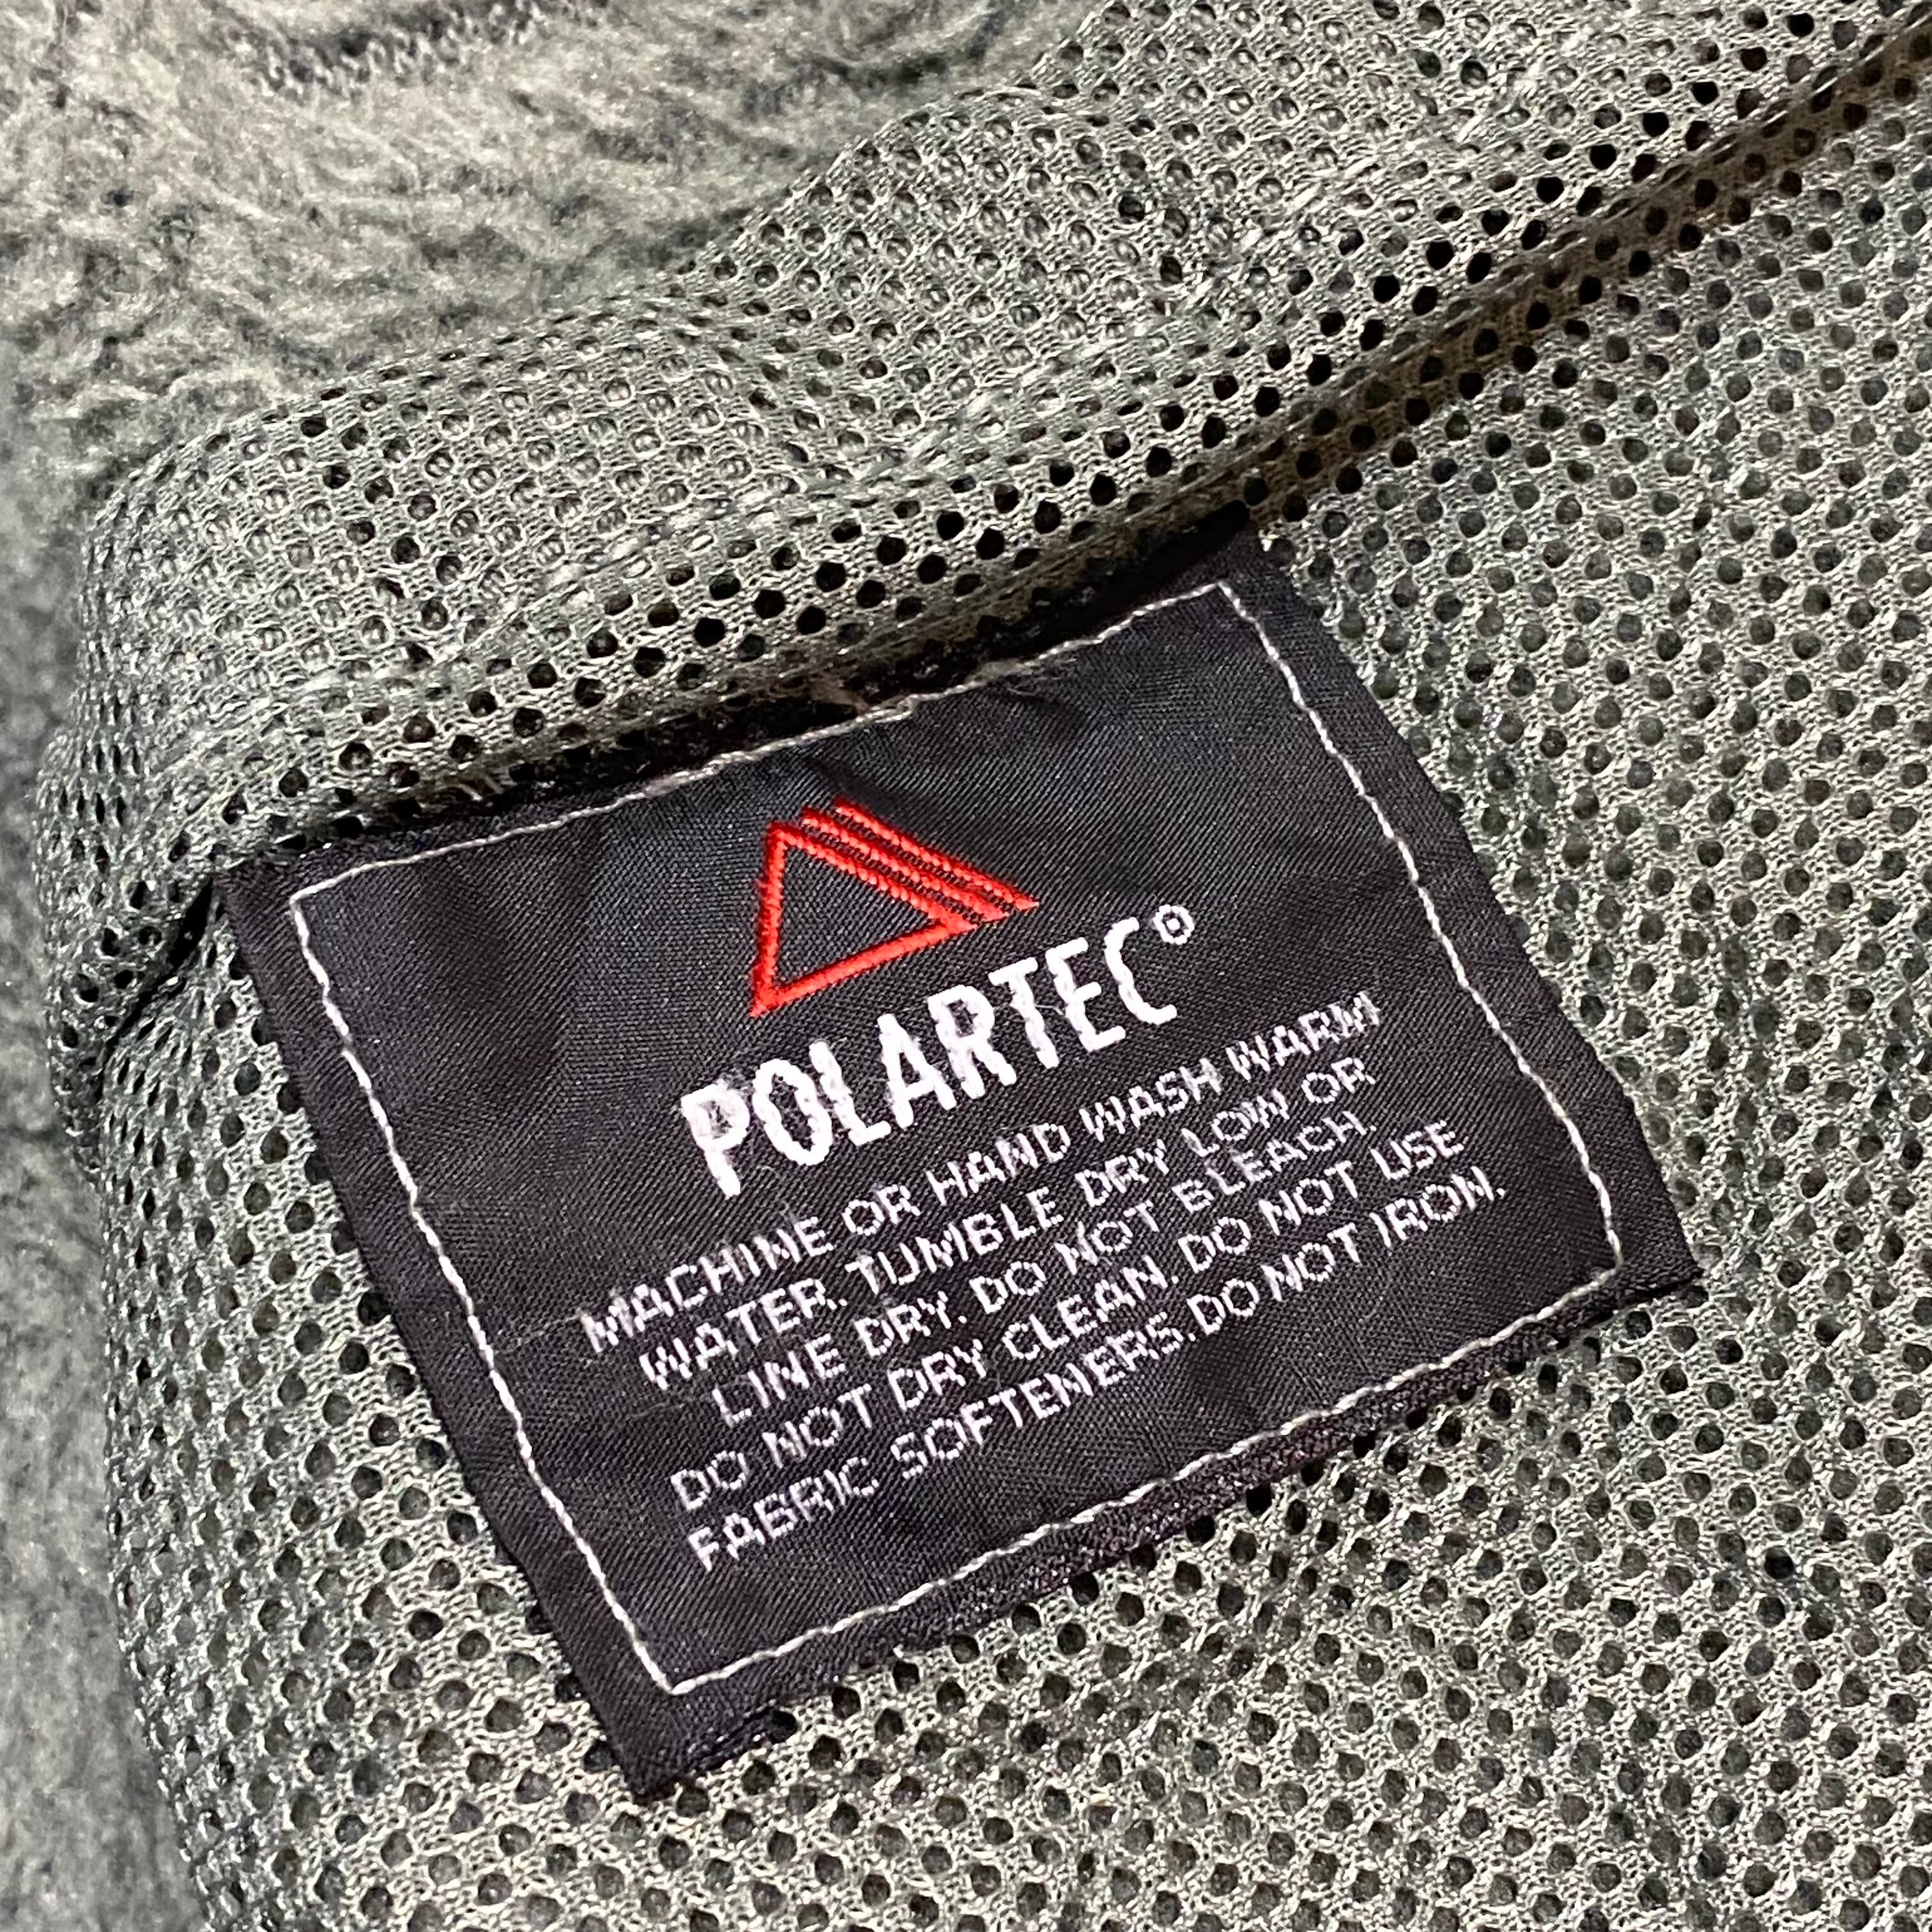 POLARTEC®
MACHINE OR HAND WASH WARM
WATER. TUMBLE DRY LOW OR
LINE DRY. DO NOT BLEACH.
DO NOT DRY CLEAN. DO NOT USE
FABRIC SOFTENERS. DO NOT IRON.